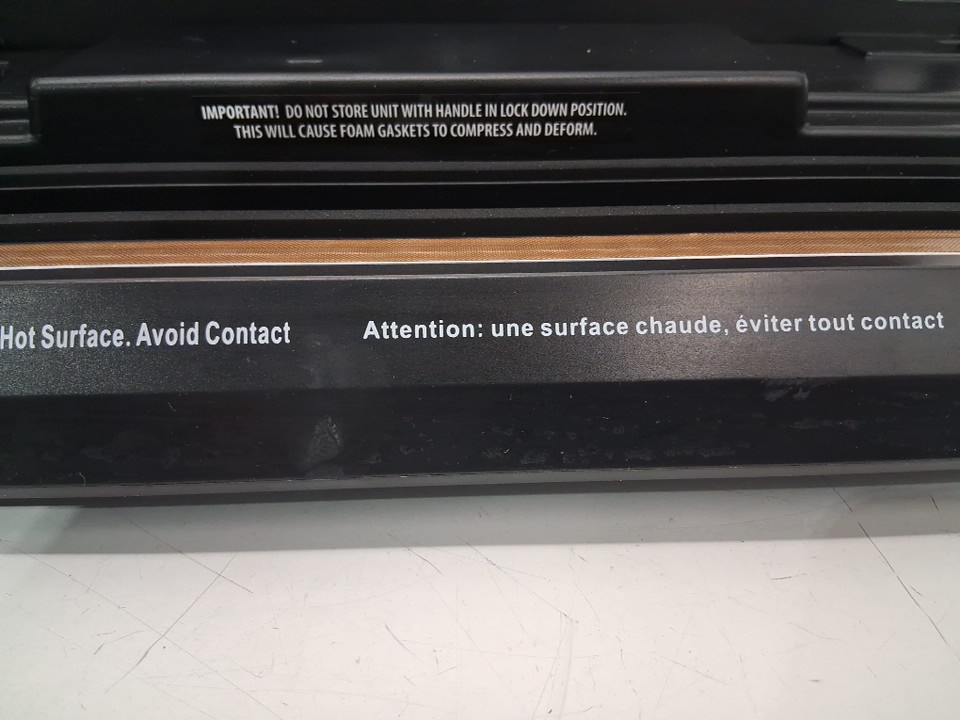 IMPORTANT! DO NOT STORE UNIT WITH HANDLE IN LOCK DOWN POSITION.
THIS WILL CAUSE FOAM GASKETS TO COMPRESS AND DEFORM.
Hot Surface. Avoid Contact
Attention: une surface chaude, éviter tout contact